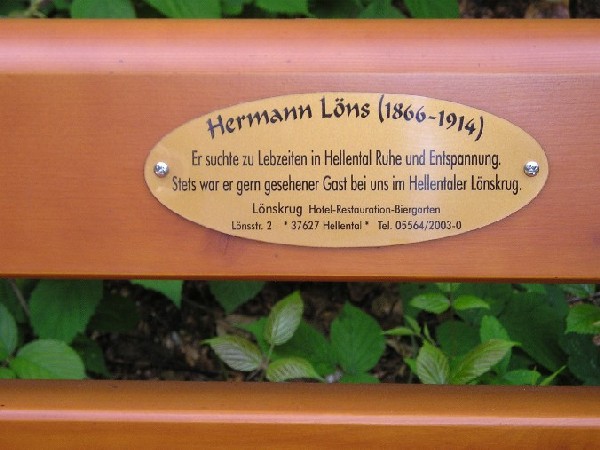 Hermann Löns (1866-1914)
Er suchte zu Lebzeiten in Hellental Ruhe und Entspannung.
Stets war er gern gesehener Gast bei uns im Hellentaler Lönskrug.
Lönskrug Hotel-Restauration-Biergarten
Lönsstr. 2 * 37627 Hellental * Tel. 05564/2003-0